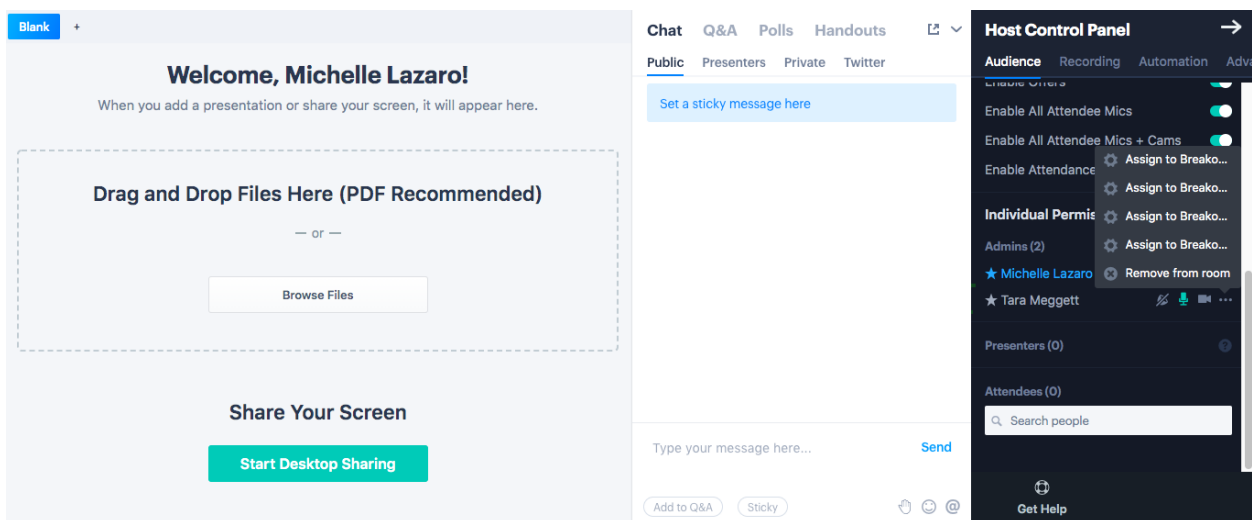 Blank +
Welcome, Michelle Lazaro!
When you add a presentation or share your screen, it will appear here.
Drag and Drop Files Here (PDF Recommended)
— or —
Browse Files
Share Your Screen
Start Desktop Sharing
Chat Q&A Polls Handouts
Public Presenters Private Twitter
Set a sticky message here
Type your message here... Send
Add to Q&A Sticky @
Host Control Panel
Audience Recording Automation Adva
Enable Offers
Enable All Attendee Mics
Enable All Attendee Mics + Cams
Enable Attendance
Assign to Breako...
Assign to Breako...
Assign to Breako...
Assign to Breako...
Remove from room
Individual Permis
Admins (2)
Michelle Lazaro
Tara Meggett
Presenters (0) ?
Attendees (0)
Search people
Get Help